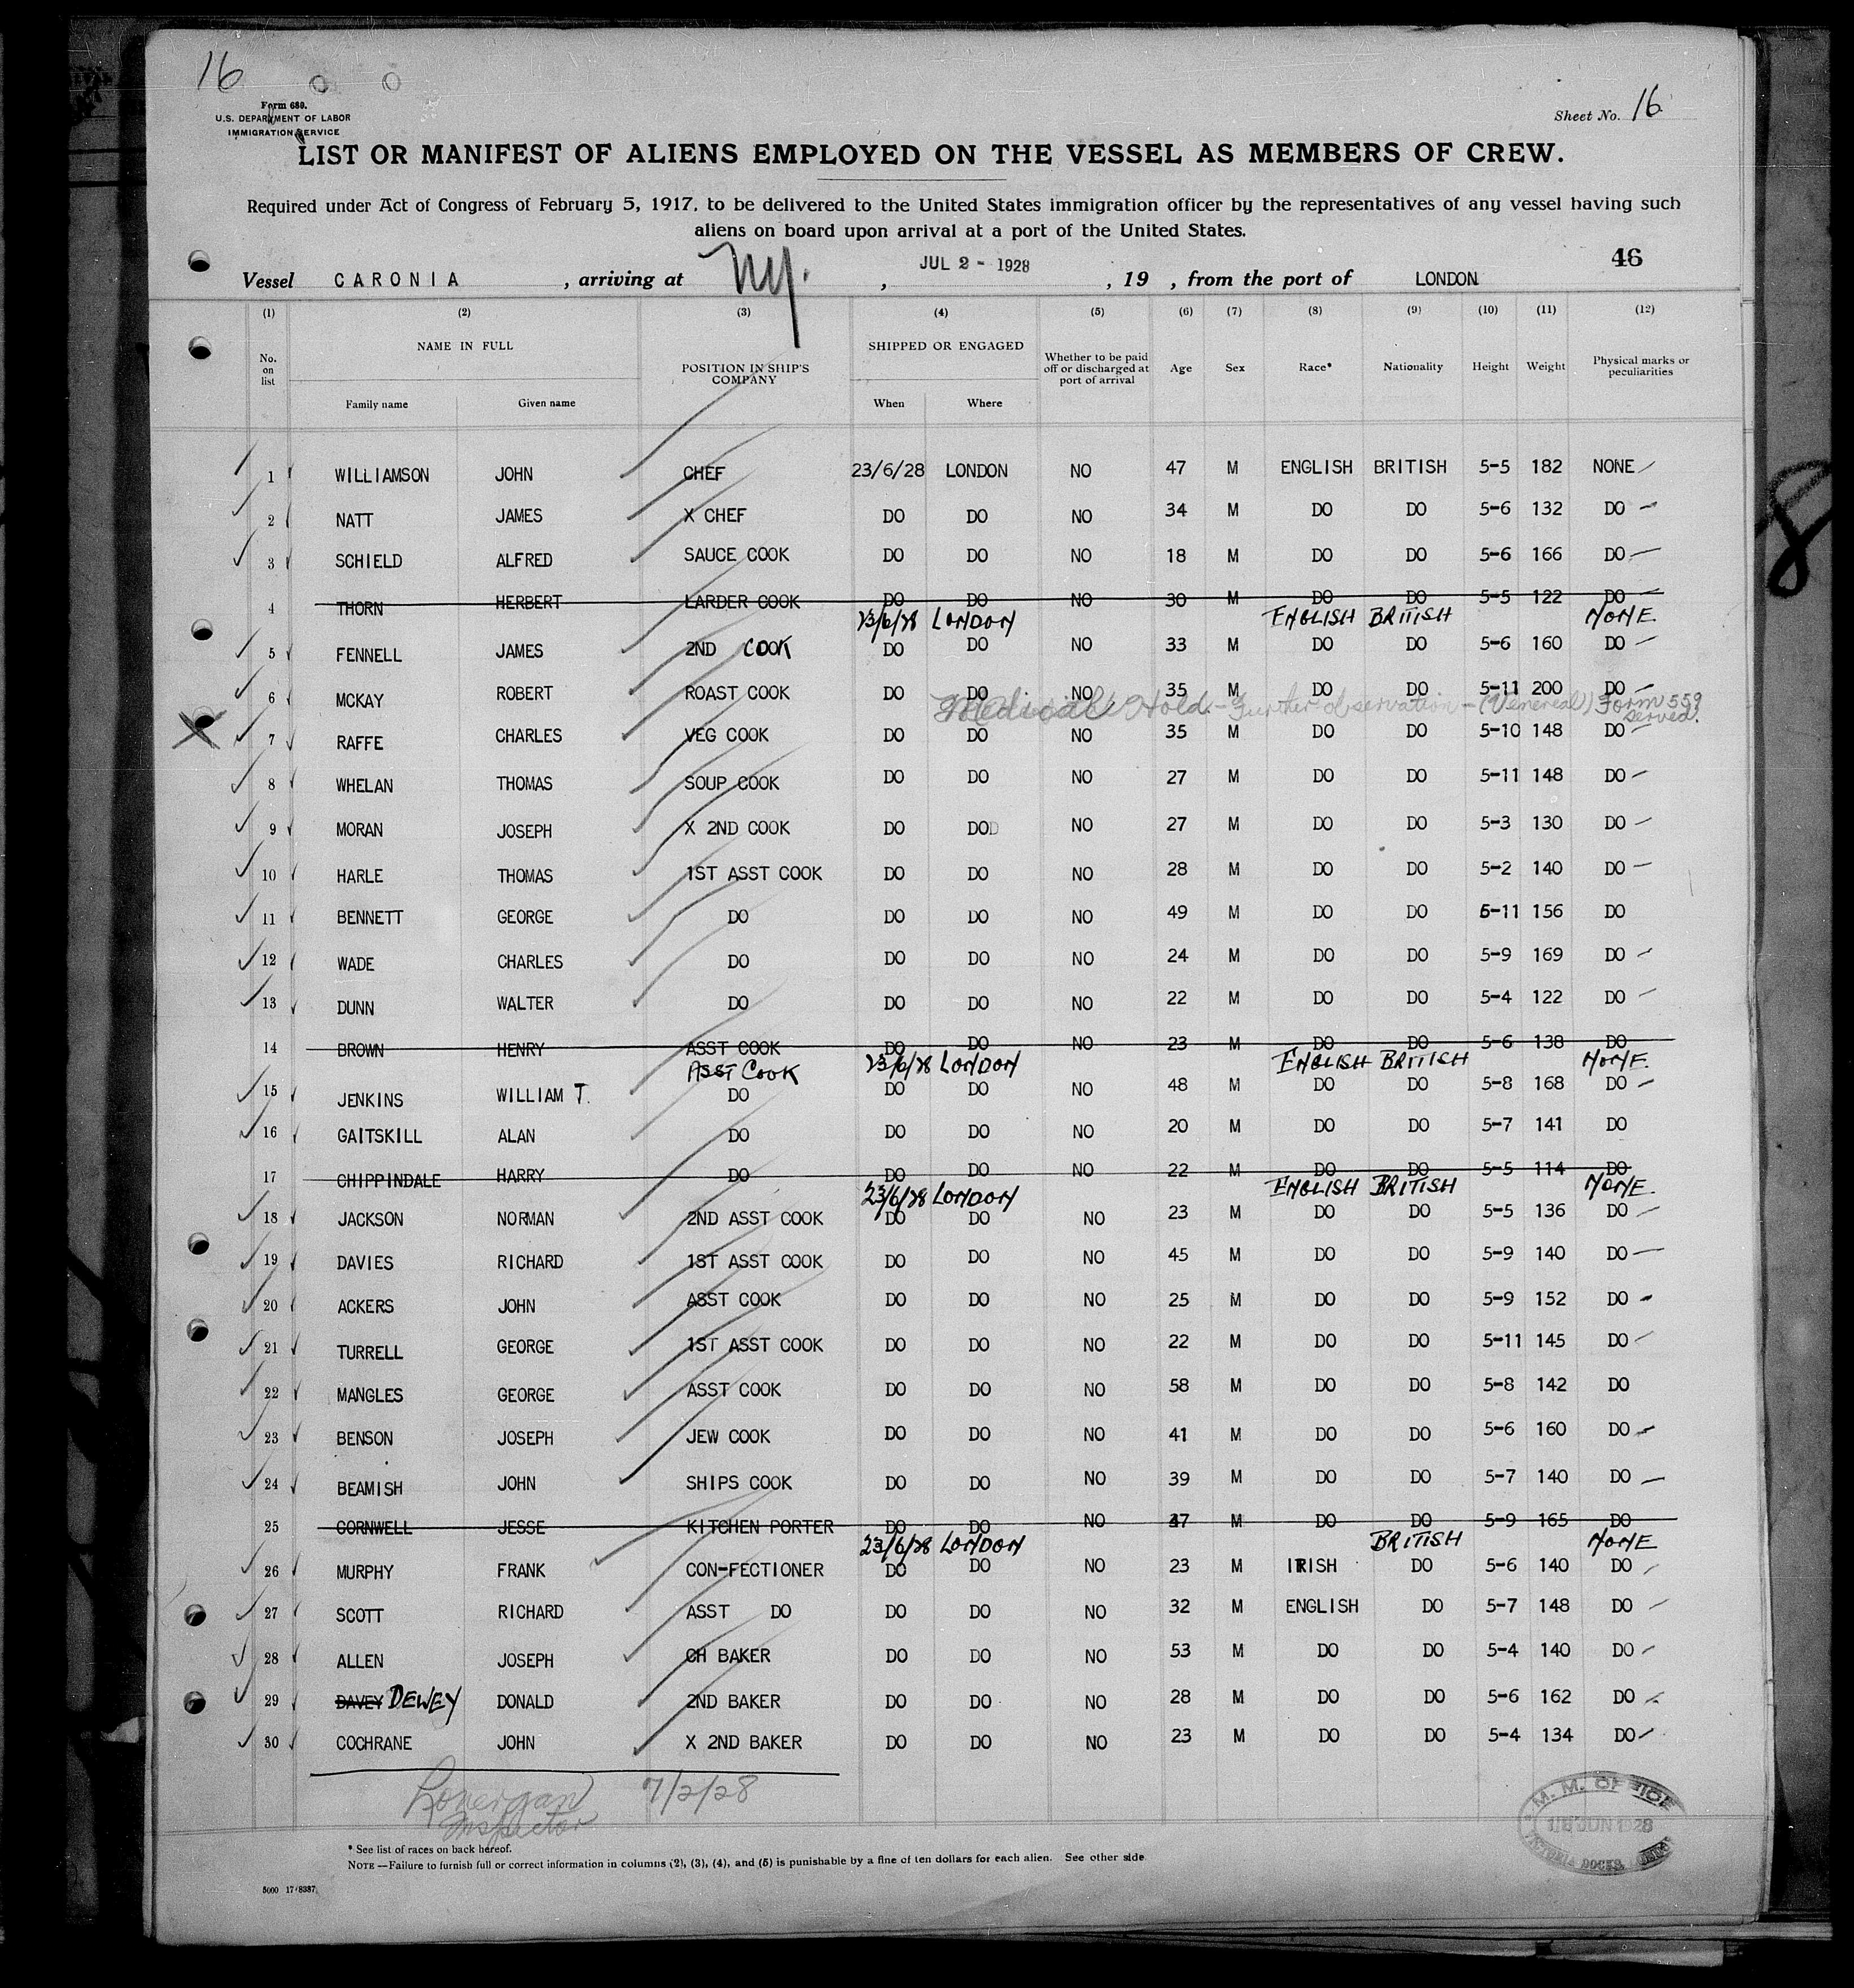 16
Form 689.
U.S. DEPARTMENT OF LABOR
IMMIGRATION SERVICE
Sheet No. 16
LIST OR MANIFEST OF ALIENS EMPLOYED ON THE VESSEL AS MEMBERS OF CREW.
Required under Act of Congress of February 5, 1917, to be delivered to the United States immigration officer by the representatives of any vessel having such
aliens on board upon arrival at a port of the United States.
46
Vessel CARONIA , arriving at N.Y. , JUL 2 - 1928 , 19 , from the port of LONDON
(1) (2) (3) (4) (5) (6) (7) (8) (9) (10) (11) (12)
No. on list NAME IN FULL Family name Given name POSITION IN SHIP'S COMPANY SHIPPED OR ENGAGED When Where Whether to be paid off or discharged at port of arrival Age Sex Race* Nationality Height Weight Physical marks or peculiarities
1 WILLIAMSON JOHN CHEF 23/6/28 LONDON NO 47 M ENGLISH BRITISH 5-5 182 NONE
2 NATT JAMES X CHEF DO DO NO 34 M DO DO 5-6 132 DO
3 SCHIELD ALFRED SAUCE COOK DO DO NO 18 M DO DO 5-6 166 DO
4 THORN HERBERT LARDER COOK DO DO NO 30 M DO DO 5-5 122 DO
23/6/28 LONDON ENGLISH BRITISH NONE
5 FENNELL JAMES 2ND COOK DO DO NO 33 M DO DO 5-6 160 DO
6 MCKAY ROBERT ROAST COOK DO DO NO 35 M DO DO 5-11 200 DO
Medical Hold - Further observation - (Venereal) Form 559 served.
7 RAFFE CHARLES VEG COOK DO DO NO 35 M DO DO 5-10 148 DO
8 WHELAN THOMAS SOUP COOK DO DO NO 27 M DO DO 5-11 148 DO
9 MORAN JOSEPH X 2ND COOK DO DO NO 27 M DO DO 5-3 130 DO
10 HARLE THOMAS 1ST ASST COOK DO DO NO 28 M DO DO 5-2 140 DO
11 BENNETT GEORGE DO DO DO NO 49 M DO DO 5-11 156 DO
12 WADE CHARLES DO DO DO NO 24 M DO DO 5-9 169 DO
13 DUNN WALTER DO DO DO NO 22 M DO DO 5-4 122 DO
14 BROWN HENRY ASST COOK DO DO NO 23 M DO DO 5-6 138 DO
ASST COOK 23/6/28 LONDON ENGLISH BRITISH NONE.
15 JENKINS WILLIAM T. DO DO DO NO 48 M DO DO 5-8 168 DO
16 GAITSKILL ALAN DO DO DO NO 20 M DO DO 5-7 141 DO
17 CHIPPINDALE HARRY DO DO DO NO 22 M DO DO 5-5 114 DO
23/6/28 LONDON ENGLISH BRITISH NONE.
18 JACKSON NORMAN 2ND ASST COOK DO DO NO 23 M DO DO 5-5 136 DO
19 DAVIES RICHARD 1ST ASST COOK DO DO NO 45 M DO DO 5-9 140 DO
20 ACKERS JOHN ASST COOK DO DO NO 25 M DO DO 5-9 152 DO
21 TURRELL GEORGE 1ST ASST COOK DO DO NO 22 M DO DO 5-11 145 DO
22 MANGLES GEORGE ASST COOK DO DO NO 58 M DO DO 5-8 142 DO
23 BENSON JOSEPH JEW COOK DO DO NO 41 M DO DO 5-6 160 DO
24 BEAMISH JOHN SHIPS COOK DO DO NO 39 M DO DO 5-7 140 DO
25 CORNWELL JESSE KITCHEN PORTER DO DO NO 37 M DO DO 5-9 165 DO
23/6/28 LONDON BRITISH NONE
26 MURPHY FRANK CON-FECTIONER DO DO NO 23 M IRISH DO 5-6 140 DO
27 SCOTT RICHARD ASST DO DO DO NO 32 M ENGLISH DO 5-7 148 DO
28 ALLEN JOSEPH CH BAKER DO DO NO 53 M DO DO 5-4 140 DO
29 DAVEY DEWEY DONALD 2ND BAKER DO DO NO 28 M DO DO 5-6 162 DO
30 COCHRANE JOHN X 2ND BAKER DO DO NO 23 M DO DO 5-4 134 DO
Lonergan 7/2/28
Inspector
M. M. OFFICE
18 JUN 1928
VICTORIA DOCKS
* See list of races on back hereof.
NOTE—Failure to furnish full or correct information in columns (2), (3), (4), and (5) is punishable by a fine of ten dollars for each alien. See other side
5000 17/8387
8